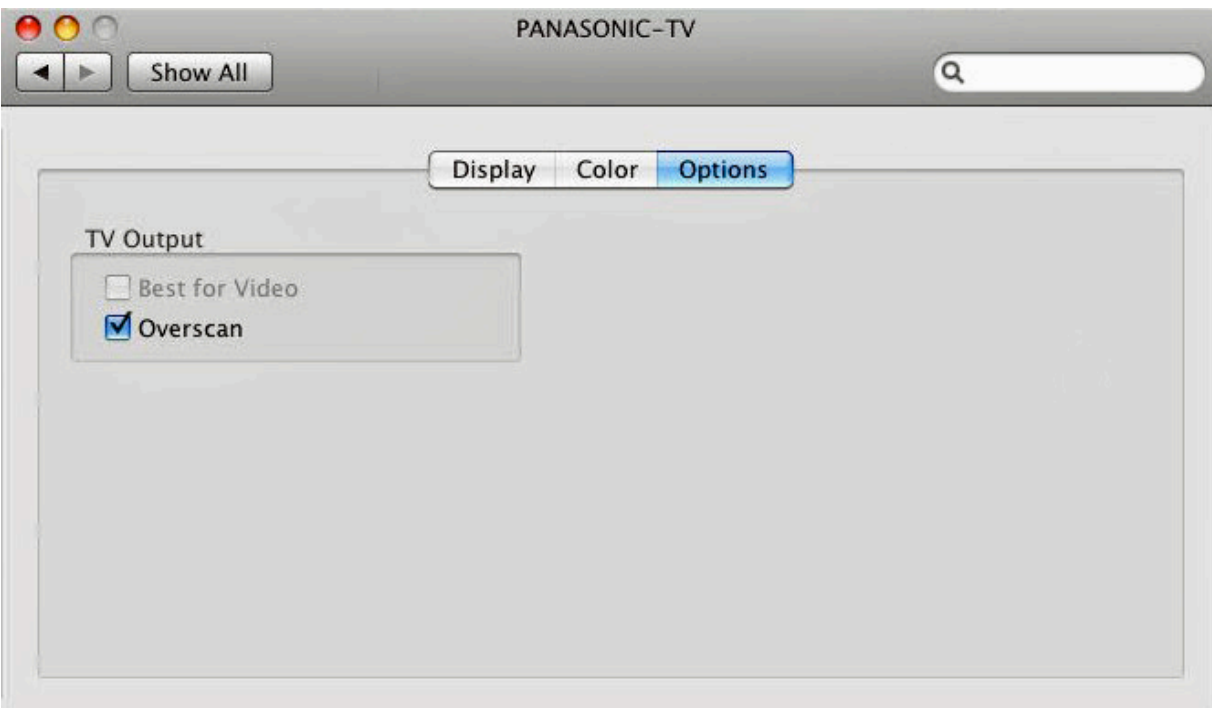 PANASONIC-TV
Show All
Display Color Options
TV Output
Best for Video
Overscan